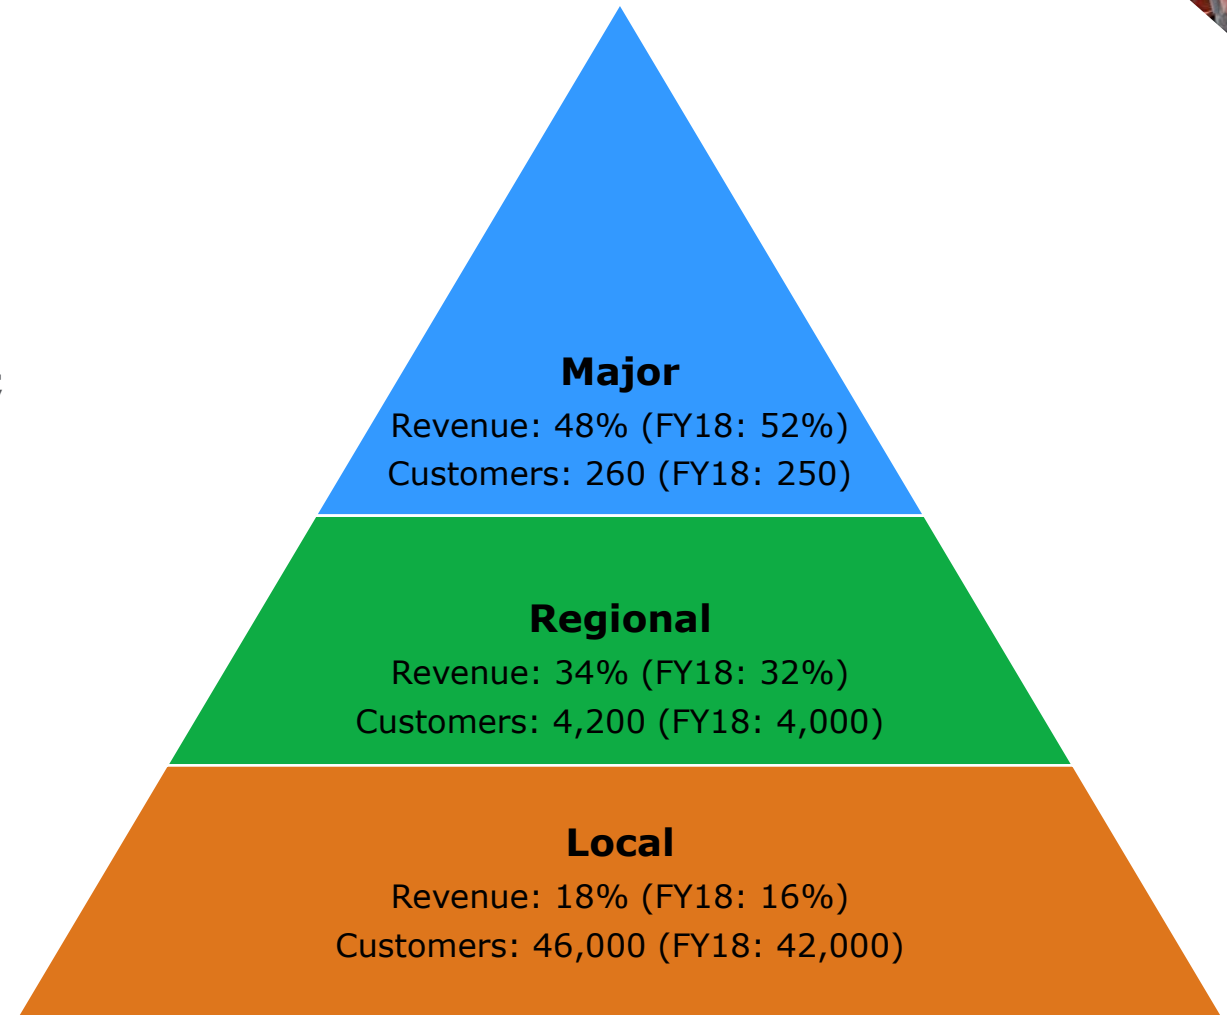 Major
Revenue: 48% (FY18: 52%)
Customers: 260 (FY18: 250)
Regional
Revenue: 34% (FY18: 32%)
Customers: 4,200 (FY18: 4,000)
Local
Revenue: 18% (FY18: 16%)
Customers: 46,000 (FY18: 42,000)